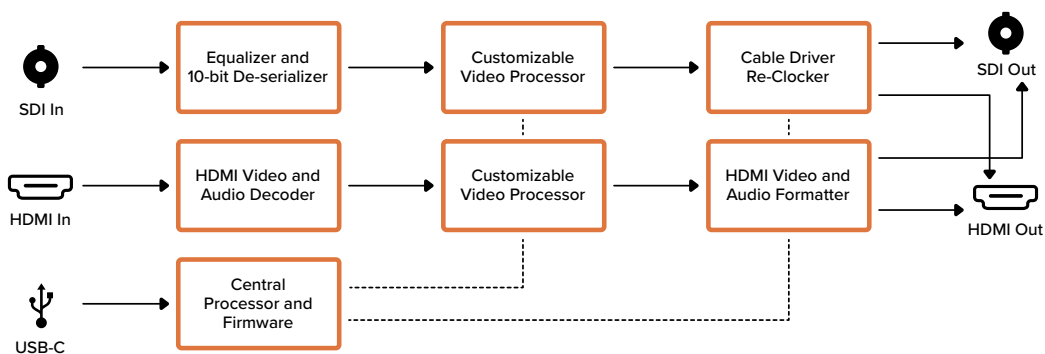 SDI In
Equalizer and
10-bit De-serializer
Customizable
Video Processor
Cable Driver
Re-Clocker
SDI Out
HDMI In
HDMI Video and
Audio Decoder
Customizable
Video Processor
HDMI Video and
Audio Formatter
HDMI Out
USB-C
Central
Processor and
Firmware